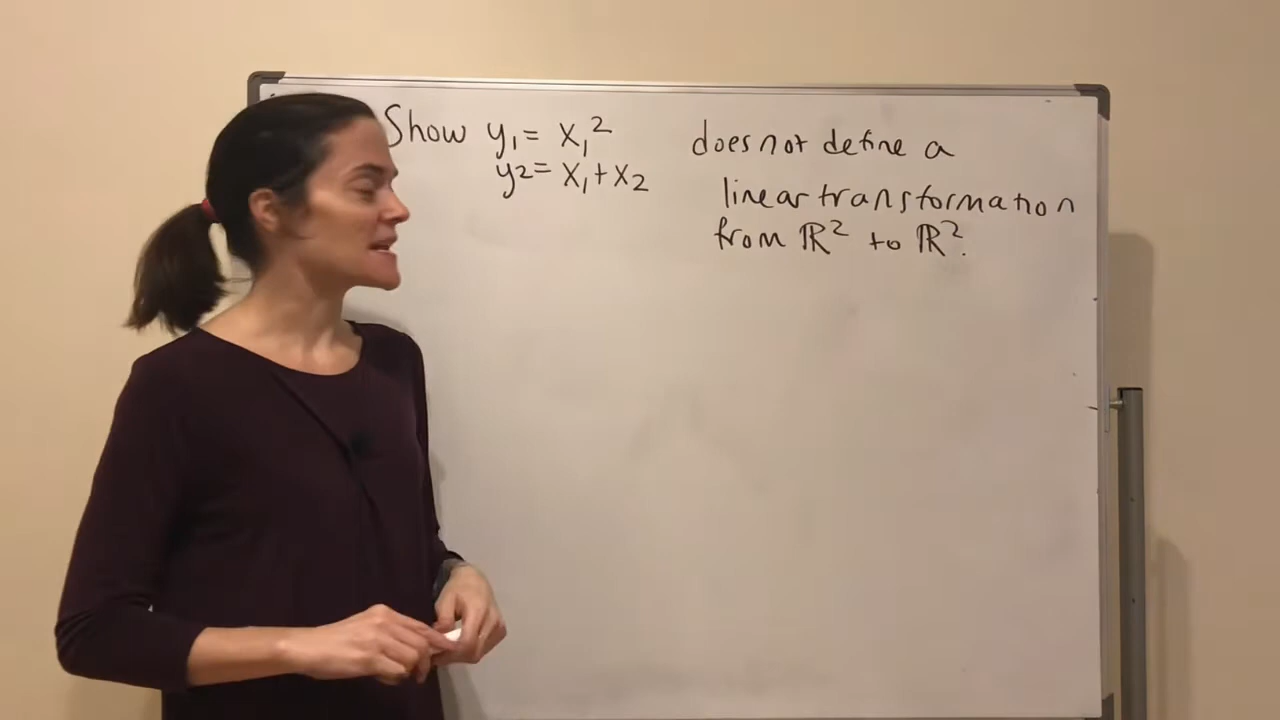 Show y₁ = x₁² does not define a
y₂ = x₁ + x₂ linear transformation
from ℝ² to ℝ².